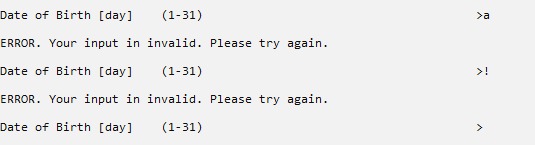 Date of Birth [day]    (1-31)                                       >a
ERROR. Your input in invalid. Please try again.
Date of Birth [day]    (1-31)                                       >!
ERROR. Your input in invalid. Please try again.
Date of Birth [day]    (1-31)                                       >